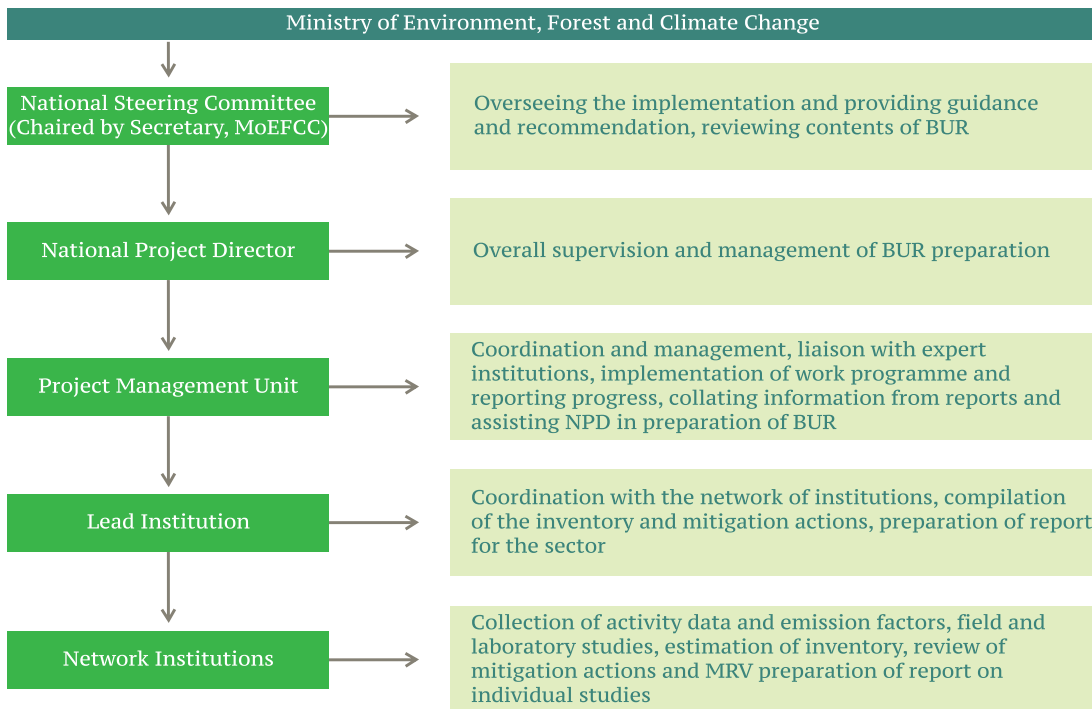 Ministry of Environment, Forest and Climate Change
National Steering Committee
(Chaired by Secretary, MoEFCC)
Overseeing the implementation and providing guidance
and recommendation, reviewing contents of BUR
National Project Director
Overall supervision and management of BUR preparation
Project Management Unit
Coordination and management, liaison with expert
institutions, implementation of work programme and
reporting progress, collating information from reports and
assisting NPD in preparation of BUR
Lead Institution
Coordination with the network of institutions, compilation
of the inventory and mitigation actions, preparation of report
for the sector
Network Institutions
Collection of activity data and emission factors, field and
laboratory studies, estimation of inventory, review of
mitigation actions and MRV preparation of report on
individual studies